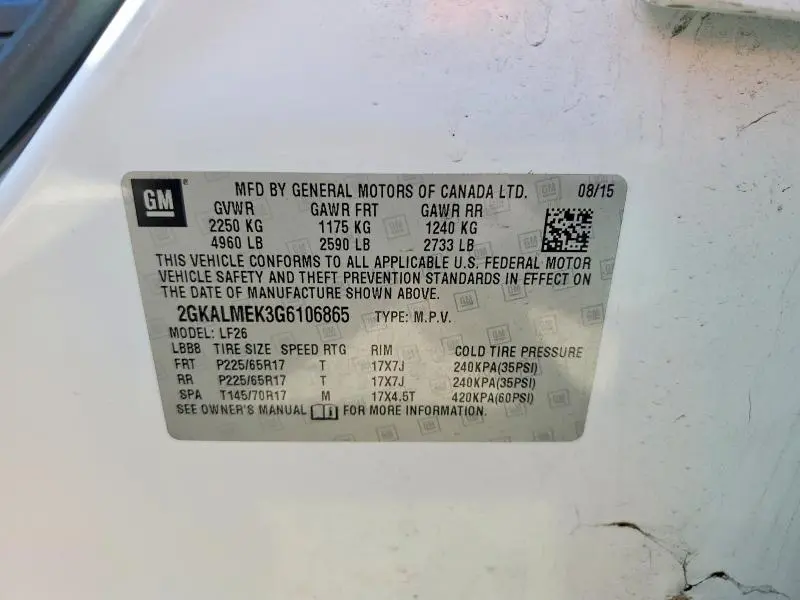 GM MFD BY GENERAL MOTORS OF CANADA LTD. 08/15
GVWR GAWR FRT GAWR RR
2250 KG 1175 KG 1240 KG
4960 LB 2590 LB 2733 LB
THIS VEHICLE CONFORMS TO ALL APPLICABLE U.S. FEDERAL MOTOR
VEHICLE SAFETY AND THEFT PREVENTION STANDARDS IN EFFECT ON
THE DATE OF MANUFACTURE SHOWN ABOVE.
2GKALMEK3G6106865 TYPE: M.P.V.
MODEL: LF26
LBB8 TIRE SIZE SPEED RTG RIM COLD TIRE PRESSURE
FRT P225/65R17 T 17X7J 240KPA(35PSI)
RR P225/65R17 T 17X7J 240KPA(35PSI)
SPA T145/70R17 M 17X4.5T 420KPA(60PSI)
SEE OWNER'S MANUAL FOR MORE INFORMATION.